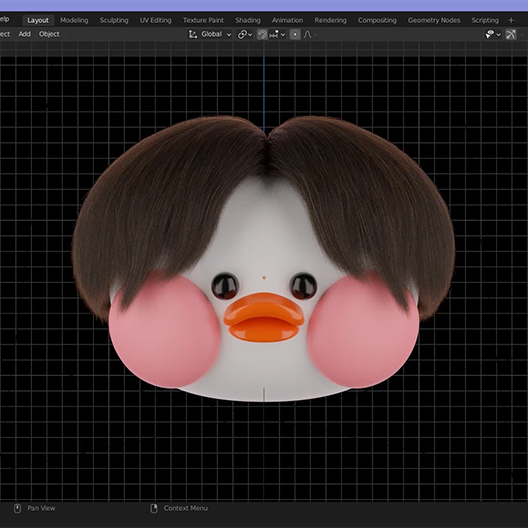 elp Layout Modeling Sculpting UV Editing Texture Paint Shading Animation Rendering Compositing Geometry Nodes Scripting +
ect Add Object Global
Pan View Context Menu